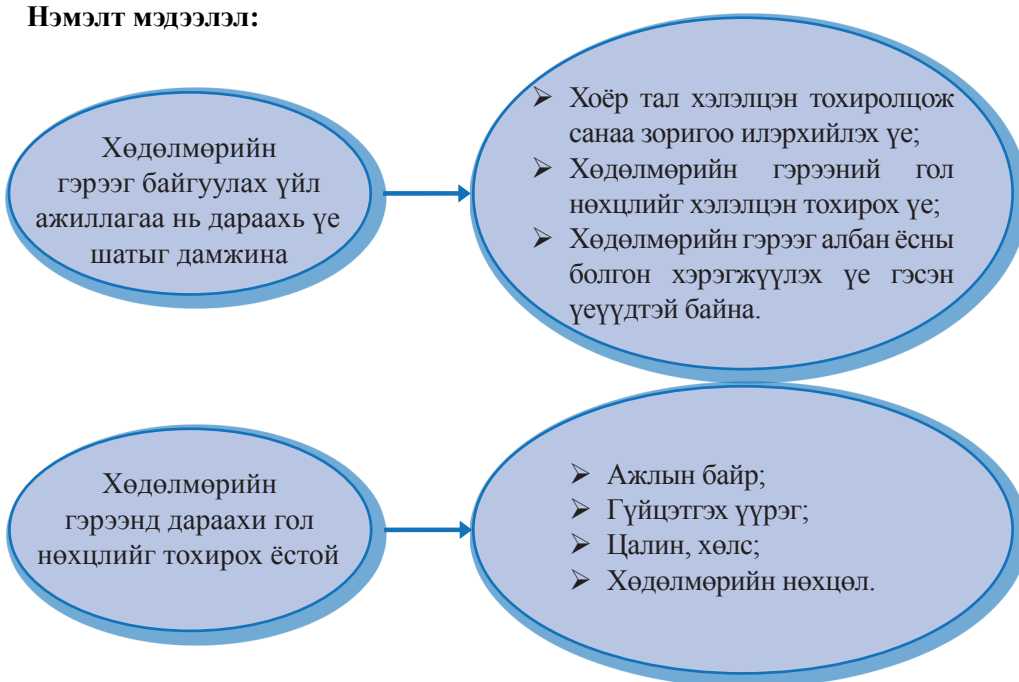 Нэмэлт мэдээлэл:
Хөдөлмөрийн
гэрээг байгуулах үйл
ажиллагаа нь дараахь үе
шатыг дамжина
➢ Хоёр тал хэлэлцэн тохиролцож
санаа зоригоо илэрхийлэх үе;
➢ Хөдөлмөрийн гэрээний гол
нөхцлийг хэлэлцэн тохирох үе;
➢ Хөдөлмөрийн гэрээг албан ёсны
болгон хэрэгжүүлэх үе гэсэн
үеүүдтэй байна.
Хөдөлмөрийн
гэрээнд дараахи гол
нөхцлийг тохирох ёстой
➢ Ажлын байр;
➢ Гүйцэтгэх үүрэг;
➢ Цалин, хөлс;
➢ Хөдөлмөрийн нөхцөл.